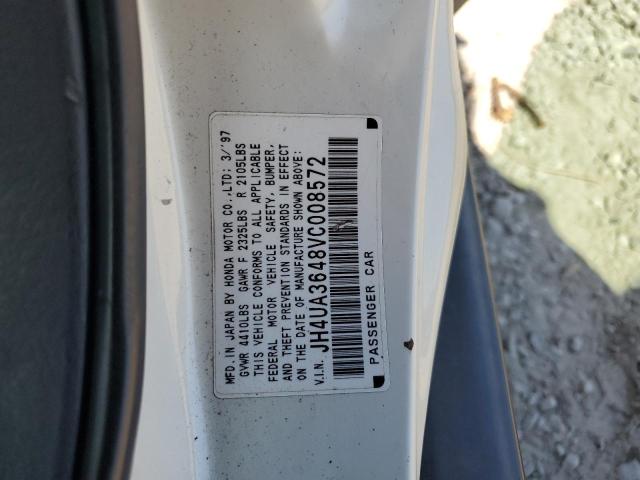 MFD.IN JAPAN BY HONDA MOTOR CO.,LTD; 3/'97
GVWR 4410LBS GAWR F 2325LBS R 2105LBS
THIS VEHICLE CONFORMS TO ALL APPLICABLE
FEDERAL MOTOR VEHICLE SAFETY, BUMPER,
AND THEFT PREVENTION STANDARDS IN EFFECT
ON THE DATE OF MANUFACTURE SHOWN ABOVE:
V.I.N. JH4UA3648VC008572
PASSENGER CAR